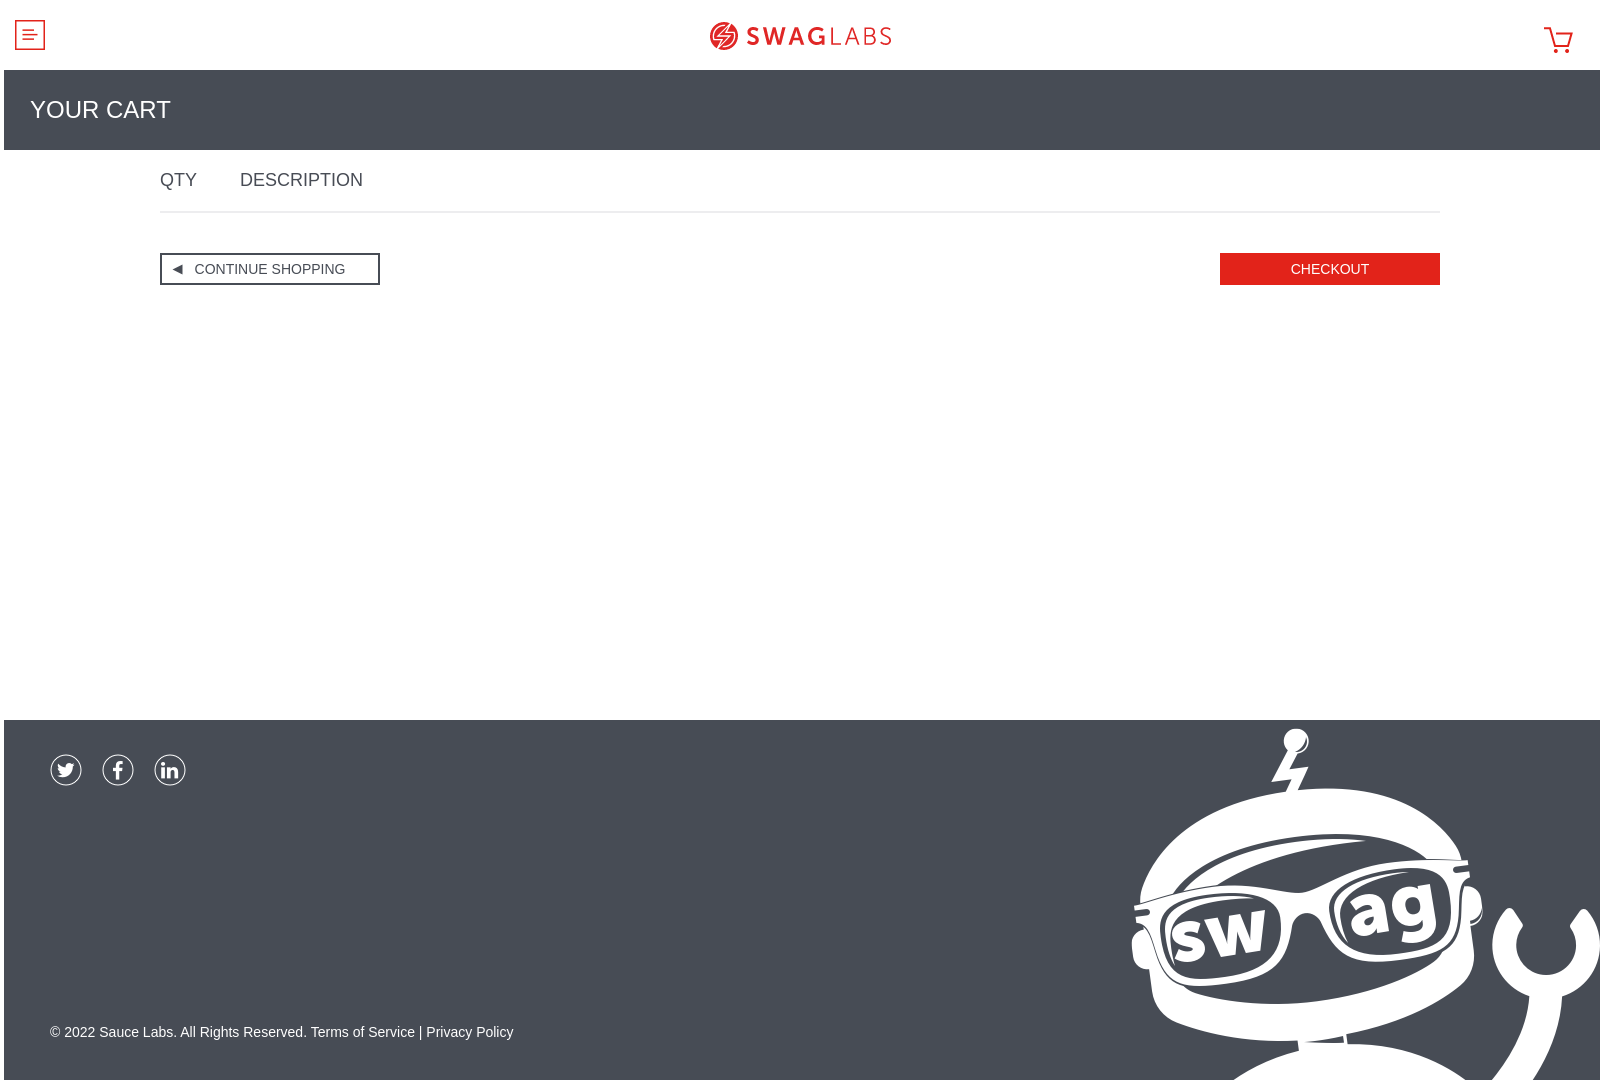 SWAGLABS
YOUR CART
QTY DESCRIPTION
CONTINUE SHOPPING
CHECKOUT
sw ag
© 2022 Sauce Labs. All Rights Reserved. Terms of Service | Privacy Policy